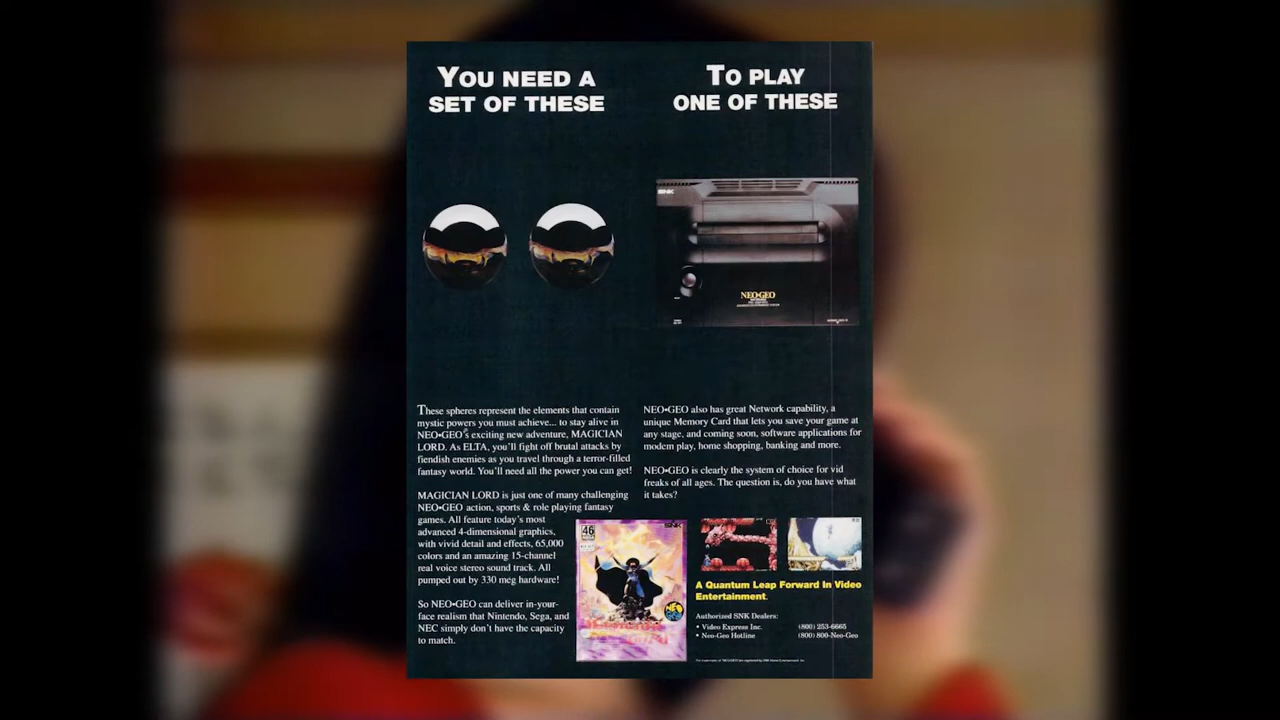 YOU NEED A
SET OF THESE
TO PLAY
ONE OF THESE
SNK
NEO•GEO
These spheres represent the elements that contain
mystic powers you must achieve... to stay alive in
NEO•GEO's exciting new adventure, MAGICIAN
LORD. As ELTA, you'll fight off brutal attacks by
fiendish enemies as you travel through a terror-filled
fantasy world. You'll need all the power you can get!
MAGICIAN LORD is just one of many challenging
NEO•GEO action, sports & role playing fantasy
games. All feature today's most
advanced 4-dimensional graphics,
with vivid detail and effects, 65,000
colors and an amazing 15-channel
real voice stereo sound track. All
pumped out by 330 meg hardware!
So NEO•GEO can deliver in-your-
face realism that Nintendo, Sega, and
NEC simply don't have the capacity
to match.
46
SNK
NEO
GEO
NEO•GEO also has great Network capability, a
unique Memory Card that lets you save your game at
any stage, and coming soon, software applications for
modem play, home shopping, banking and more.
NEO•GEO is clearly the system of choice for vid
freaks of all ages. The question is, do you have what
it takes?
A Quantum Leap Forward In Video
Entertainment.
Authorized SNK Dealers:
• Video Express Inc. (800) 253-6665
• Neo-Geo Hotline (800) 800-Neo-Geo